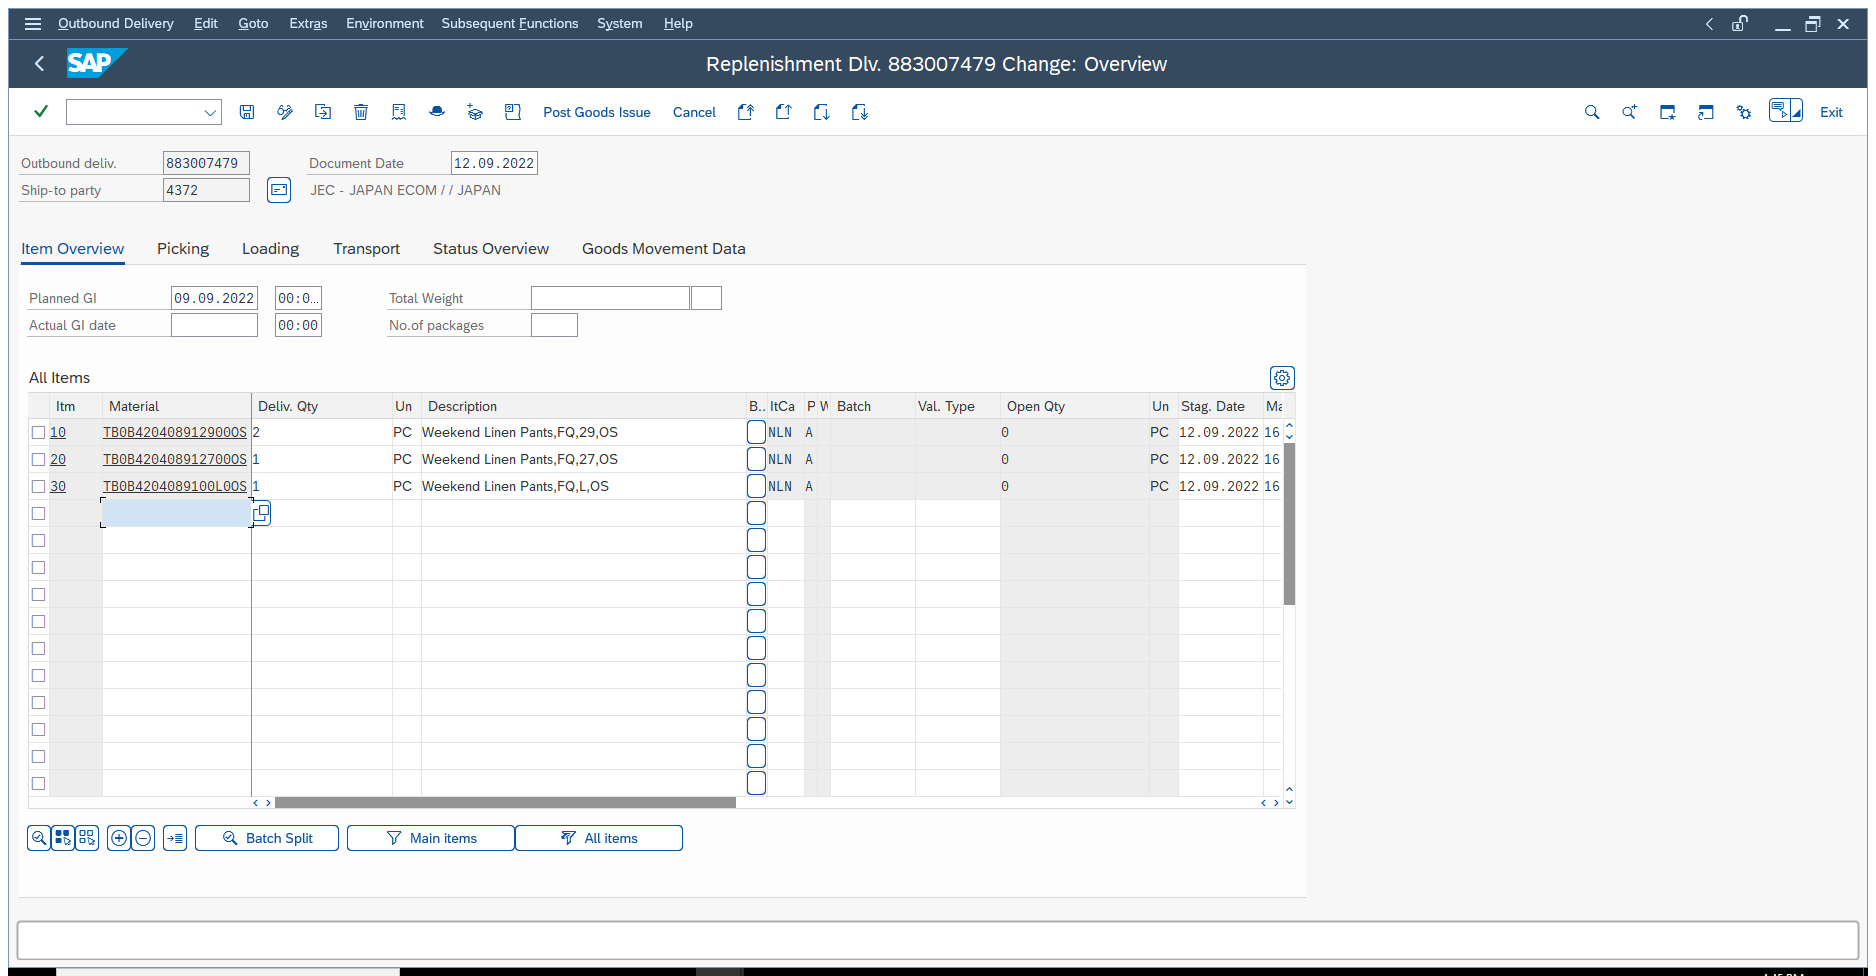 Outbound Delivery Edit Goto Extras Environment Subsequent Functions System Help
SAP Replenishment Dlv. 883007479 Change: Overview
Post Goods Issue Cancel Exit
Outbound deliv. 883007479 Document Date 12.09.2022
Ship-to party 4372 JEC - JAPAN ECOM / / JAPAN
Item Overview Picking Loading Transport Status Overview Goods Movement Data
Planned GI 09.09.2022 00:0... Total Weight
Actual GI date 00:00 No.of packages
All Items
Itm Material Deliv. Qty Un Description B.. ItCa P W Batch Val. Type Open Qty Un Stag. Date Ma
10 TB0B42040891290OOS 2 PC Weekend Linen Pants,FQ,29,OS NLN A 0 PC 12.09.2022 16
20 TB0B42040891270OOS 1 PC Weekend Linen Pants,FQ,27,OS NLN A 0 PC 12.09.2022 16
30 TB0B4204089100L0OS 1 PC Weekend Linen Pants,FQ,L,OS NLN A 0 PC 12.09.2022 16
Batch Split Main items All items